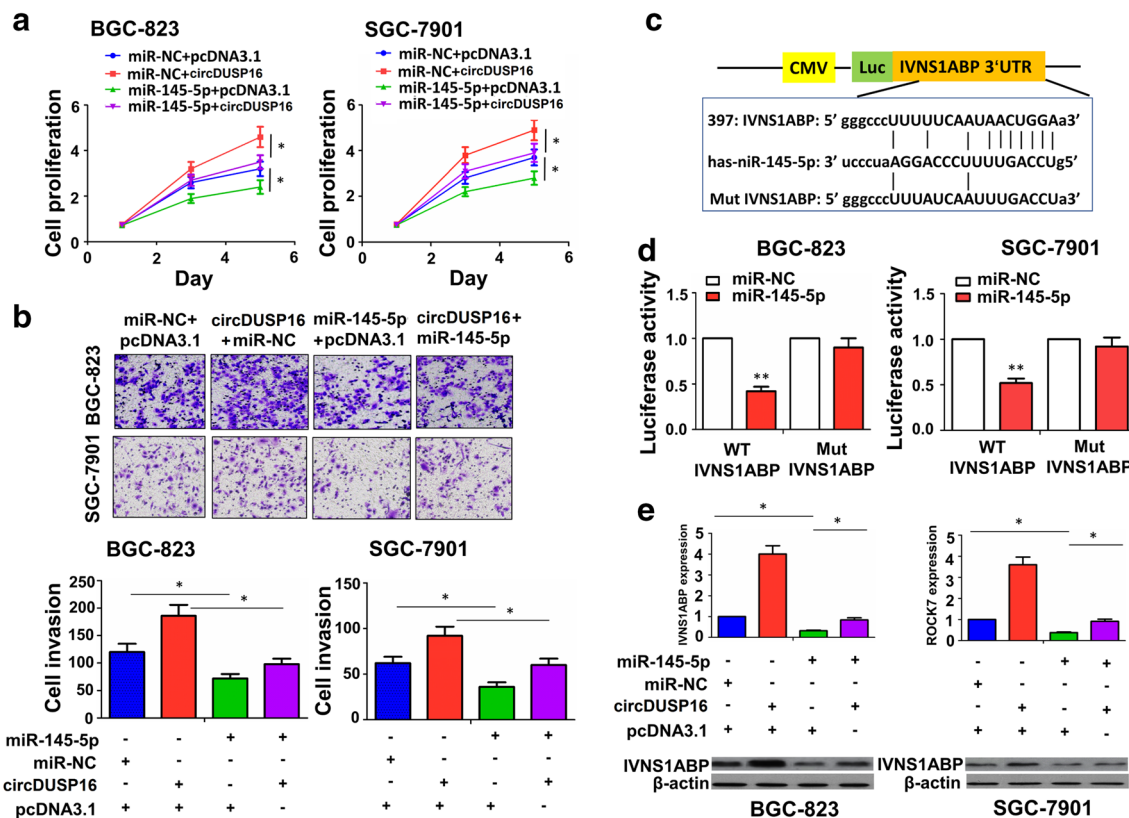 a
BGC-823
miR-NC+pcDNA3.1
miR-NC+circDUSP16
miR-145-5p+pcDNA3.1
miR-145-5p+circDUSP16
Cell proliferation
6
4
2
0
0 2 4 6
Day
*
*
SGC-7901
miR-NC+pcDNA3.1
miR-NC+circDUSP16
miR-145-5p+pcDNA3.1
miR-145-5p+circDUSP16
Cell proliferation
6
4
2
0
0 2 4 6
Day
*
*
b
miR-NC+ circDUSP16 miR-145-5p circDUSP16+
pcDNA3.1 +miR-NC +pcDNA3.1 miR-145-5p
BGC-823
SGC-7901
BGC-823
Cell invasion
250
200
150
100
50
0
* *
miR-145-5p - - + +
miR-NC + - - -
circDUSP16 - + - +
pcDNA3.1 + + + -
SGC-7901
Cell invasion
150
100
50
0
* *
- - + +
+ - - -
- + - +
+ + + -
c
CMV Luc IVNS1ABP 3‘UTR
397: IVNS1ABP: 5’ gggcccUUUUUCAAUAACUGGAa3’
has-niR-145-5p: 3’ ucccuaAGGACCCUUUUGACCUg5’
Mut IVNS1ABP: 5’ gggcccUUUAUCAAUUUGACCUa3’
d
BGC-823
miR-NC
miR-145-5p
Luciferase activity
1.5
1.0
0.5
0.0
**
WT Mut
IVNS1ABP IVNS1ABP
SGC-7901
miR-NC
miR-145-5p
Luciferase activity
1.5
1.0
0.5
0.0
**
WT Mut
IVNS1ABP IVNS1ABP
e
IVNS1ABP expression
5
4
3
2
1
0
* *
miR-145-5p - - + +
miR-NC + - - -
circDUSP16 - + - +
pcDNA3.1 + + + -
IVNS1ABP
β-actin
BGC-823
ROCK7 expression
5
4
3
2
1
0
* *
- - + +
+ - - -
- + - +
+ + + -
IVNS1ABP
β-actin
SGC-7901